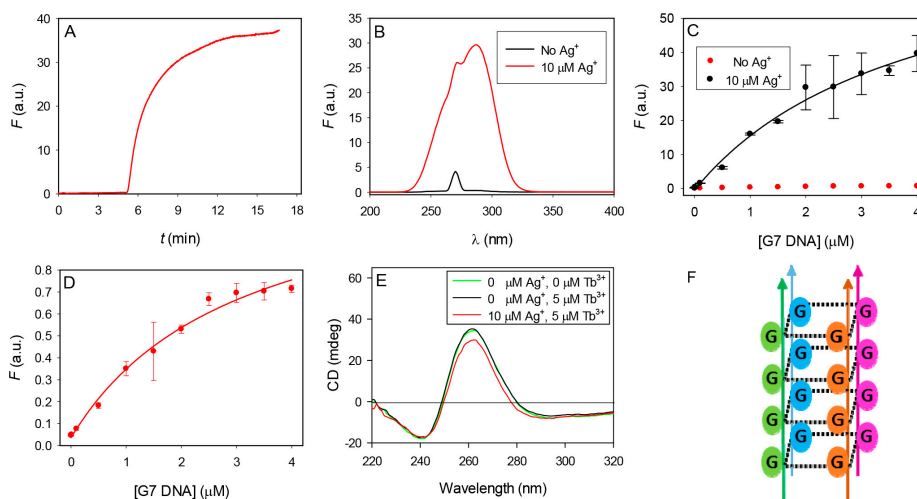 A
40
30
20
10
0
F (a.u.)
0 3 6 9 12 15 18
t (min)
B
35
30
25
20
15
10
5
0
F (a.u.)
No Ag⁺
10 μM Ag⁺
200 250 300 350 400
λ (nm)
C
50
40
30
20
10
0
F (a.u.)
No Ag⁺
10 μM Ag⁺
0 1 2 3 4
[G7 DNA] (μM)
D
0.8
0.7
0.6
0.5
0.4
0.3
0.2
0.1
0.0
F (a.u.)
0 1 2 3 4
[G7 DNA] (μM)
E
60
40
20
0
-20
CD (mdeg)
0 μM Ag⁺, 0 μM Tb³⁺
0 μM Ag⁺, 5 μM Tb³⁺
10 μM Ag⁺, 5 μM Tb³⁺
220 240 260 280 300 320
Wavelength (nm)
F
G G
G G
G G
G G
G G
G G
G G
G G